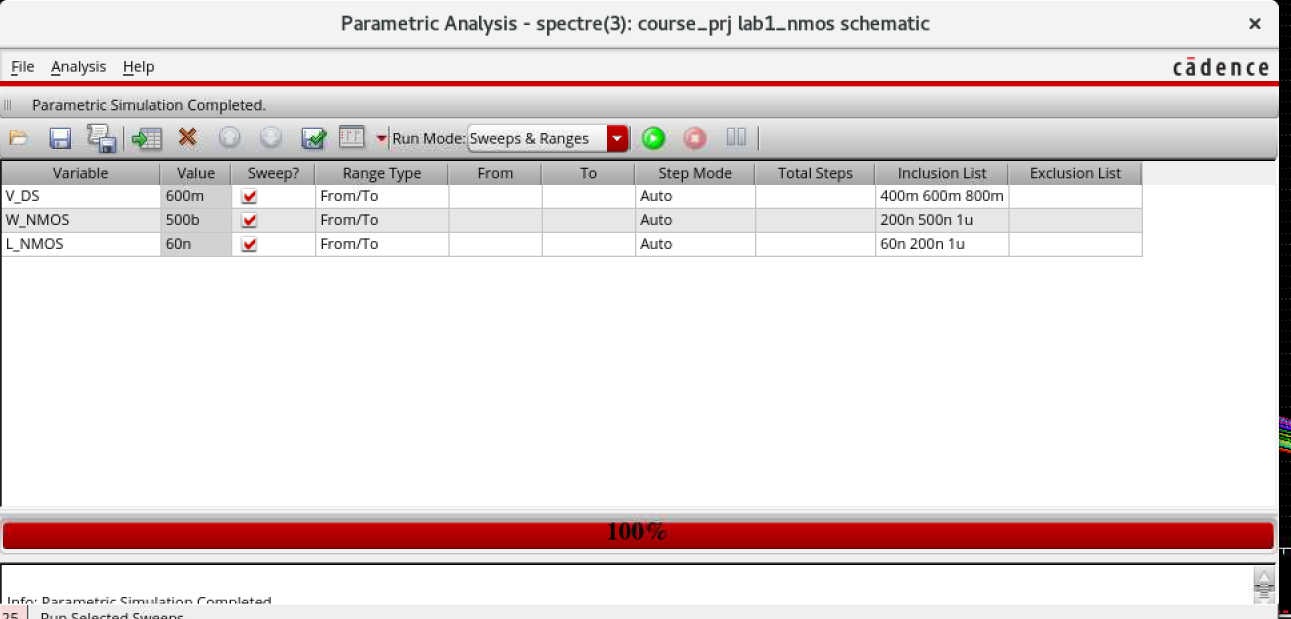 Parametric Analysis - spectre(3): course_prj lab1_nmos schematic ×
File Analysis Help cādence
Parametric Simulation Completed.
Run Mode: Sweeps & Ranges
Variable Value Sweep? Range Type From To Step Mode Total Steps Inclusion List Exclusion List
V_DS 600m From/To Auto 400m 600m 800m
W_NMOS 500b From/To Auto 200n 500n 1u
L_NMOS 60n From/To Auto 60n 200n 1u
100%
Info: Parametric Simulation Completed
25 Run Selected Sweeps